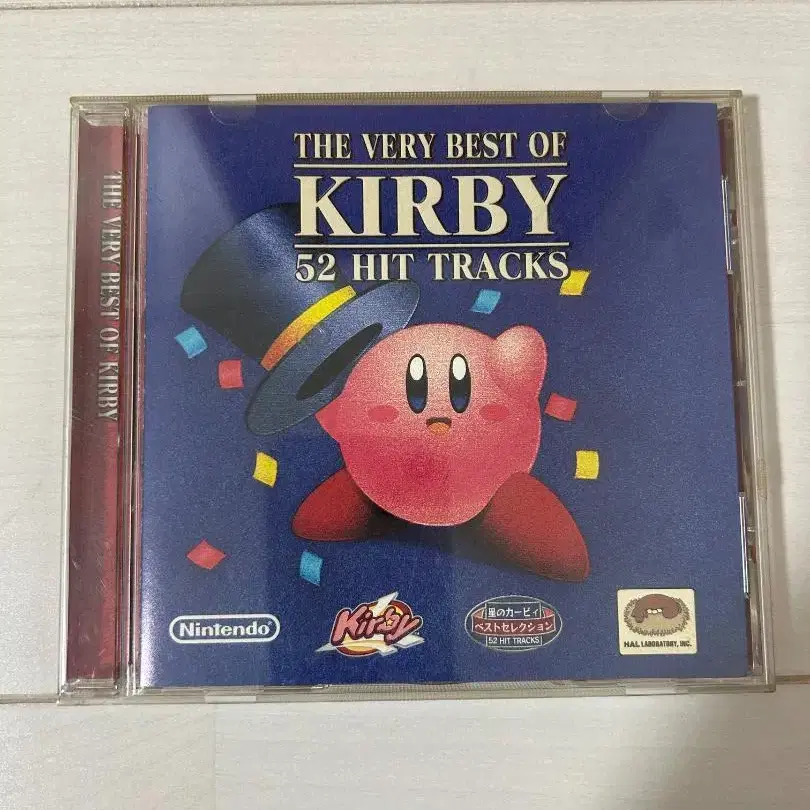 THE VERY BEST OF KIRBY
THE VERY BEST OF
KIRBY
52 HIT TRACKS
Nintendo
Kirby
星のカービィ
ベストセレクション
52 HIT TRACKS
HAL LABORATORY, INC.